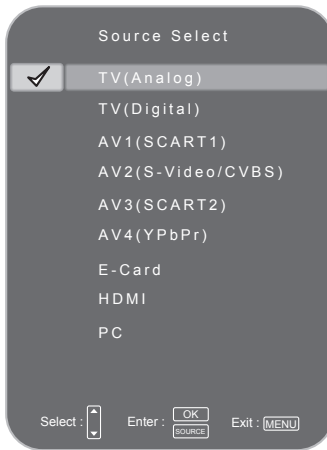 Source Select
TV(Analog)
TV(Digital)
AV1(SCART1)
AV2(S-Video/CVBS)
AV3(SCART2)
AV4(YPbPr)
E-Card
HDMI
PC
Select : Enter : OK SOURCE Exit : MENU